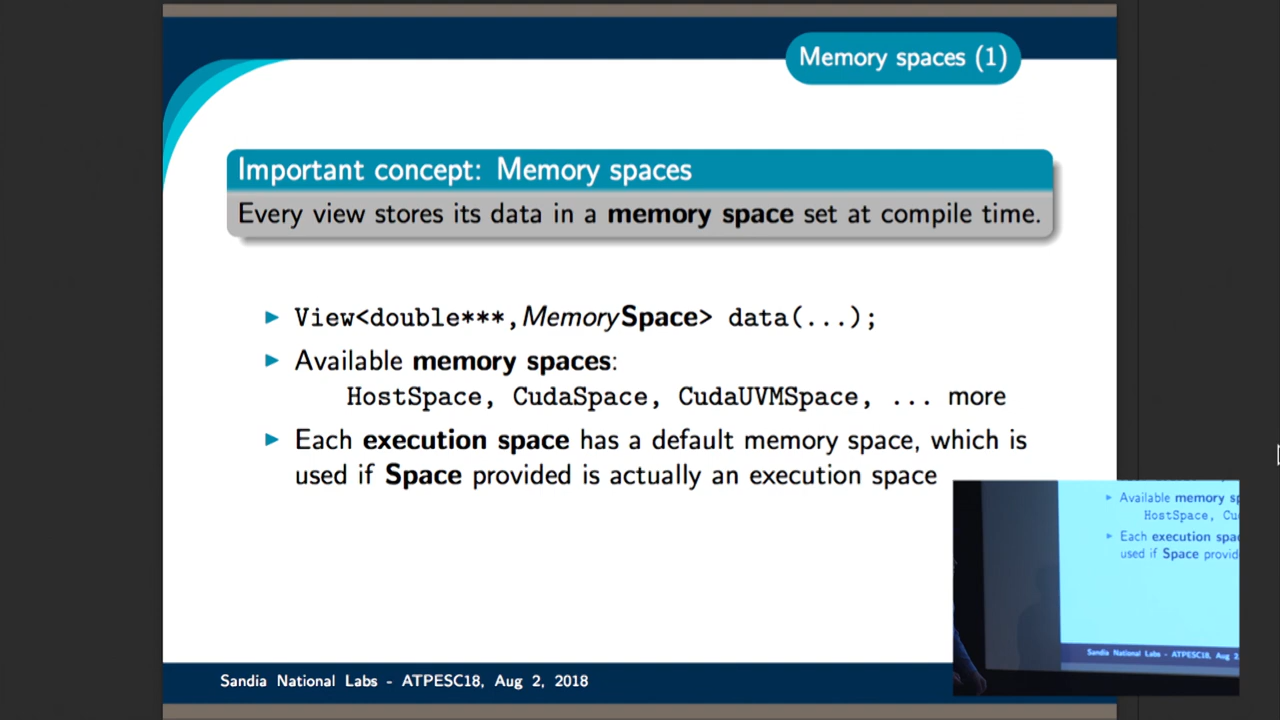 Memory spaces (1)
Important concept: Memory spaces
Every view stores its data in a memory space set at compile time.
View<double***,MemorySpace> data(...);
Available memory spaces:
HostSpace, CudaSpace, CudaUVMSpace, ... more
Each execution space has a default memory space, which is
used if Space provided is actually an execution space
Sandia National Labs - ATPESC18, Aug 2, 2018
Available memory sp
HostSpace, Cu
Each execution spac
used if Space provid
Sandia National Labs - ATPESC18, Aug 2,